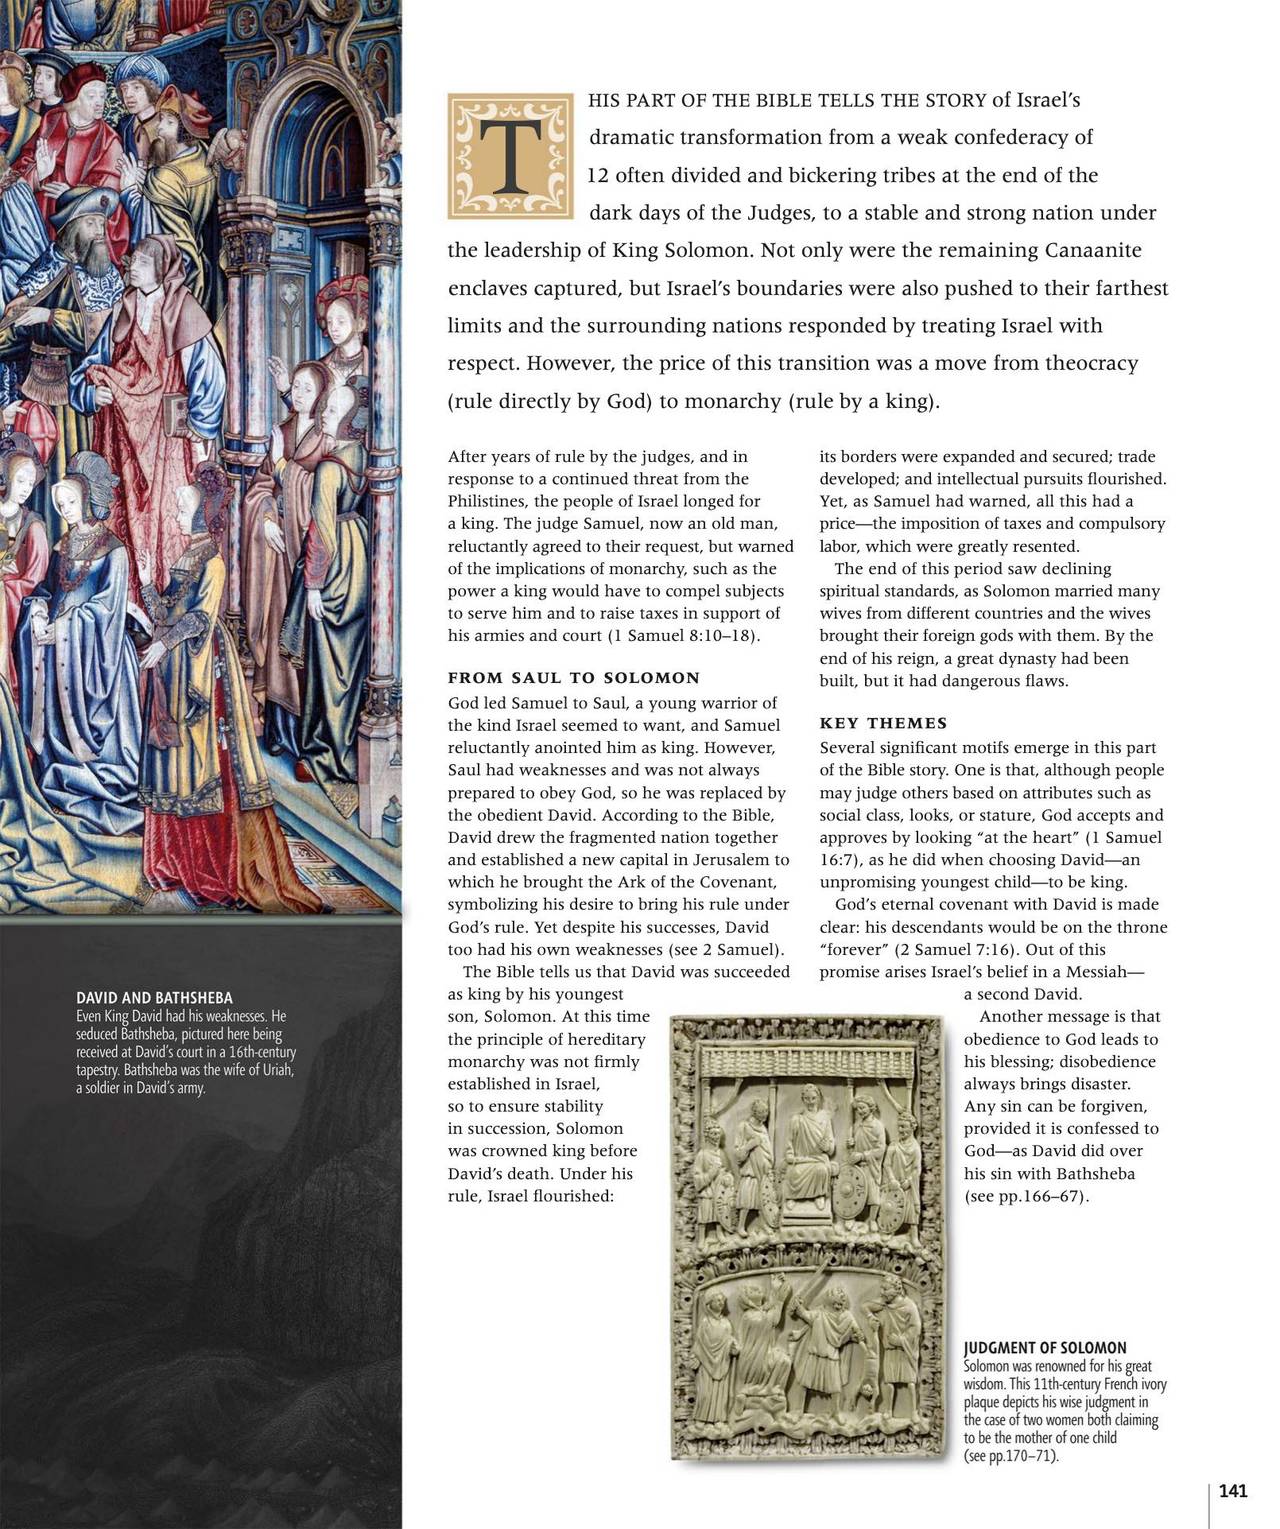 THIS PART OF THE BIBLE TELLS THE STORY of Israel's
dramatic transformation from a weak confederacy of
12 often divided and bickering tribes at the end of the
dark days of the Judges, to a stable and strong nation under
the leadership of King Solomon. Not only were the remaining Canaanite
enclaves captured, but Israel's boundaries were also pushed to their farthest
limits and the surrounding nations responded by treating Israel with
respect. However, the price of this transition was a move from theocracy
(rule directly by God) to monarchy (rule by a king).
After years of rule by the judges, and in
response to a continued threat from the
Philistines, the people of Israel longed for
a king. The judge Samuel, now an old man,
reluctantly agreed to their request, but warned
of the implications of monarchy, such as the
power a king would have to compel subjects
to serve him and to raise taxes in support of
his armies and court (1 Samuel 8:10–18).
FROM SAUL TO SOLOMON
God led Samuel to Saul, a young warrior of
the kind Israel seemed to want, and Samuel
reluctantly anointed him as king. However,
Saul had weaknesses and was not always
prepared to obey God, so he was replaced by
the obedient David. According to the Bible,
David drew the fragmented nation together
and established a new capital in Jerusalem to
which he brought the Ark of the Covenant,
symbolizing his desire to bring his rule under
God's rule. Yet despite his successes, David
too had his own weaknesses (see 2 Samuel).
The Bible tells us that David was succeeded
as king by his youngest
son, Solomon. At this time
the principle of hereditary
monarchy was not firmly
established in Israel,
so to ensure stability
in succession, Solomon
was crowned king before
David's death. Under his
rule, Israel flourished:
its borders were expanded and secured; trade
developed; and intellectual pursuits flourished.
Yet, as Samuel had warned, all this had a
price—the imposition of taxes and compulsory
labor, which were greatly resented.
The end of this period saw declining
spiritual standards, as Solomon married many
wives from different countries and the wives
brought their foreign gods with them. By the
end of his reign, a great dynasty had been
built, but it had dangerous flaws.
KEY THEMES
Several significant motifs emerge in this part
of the Bible story. One is that, although people
may judge others based on attributes such as
social class, looks, or stature, God accepts and
approves by looking "at the heart" (1 Samuel
16:7), as he did when choosing David—an
unpromising youngest child—to be king.
God's eternal covenant with David is made
clear: his descendants would be on the throne
"forever" (2 Samuel 7:16). Out of this
promise arises Israel's belief in a Messiah—
a second David.
Another message is that
obedience to God leads to
his blessing; disobedience
always brings disaster.
Any sin can be forgiven,
provided it is confessed to
God—as David did over
his sin with Bathsheba
(see pp.166–67).
DAVID AND BATHSHEBA
Even King David had his weaknesses. He
seduced Bathsheba, pictured here being
received at David's court in a 16th-century
tapestry. Bathsheba was the wife of Uriah,
a soldier in David's army.
JUDGMENT OF SOLOMON
Solomon was renowned for his great
wisdom. This 11th-century French ivory
plaque depicts his wise judgment in
the case of two women both claiming
to be the mother of one child
(see pp.170–71).
141